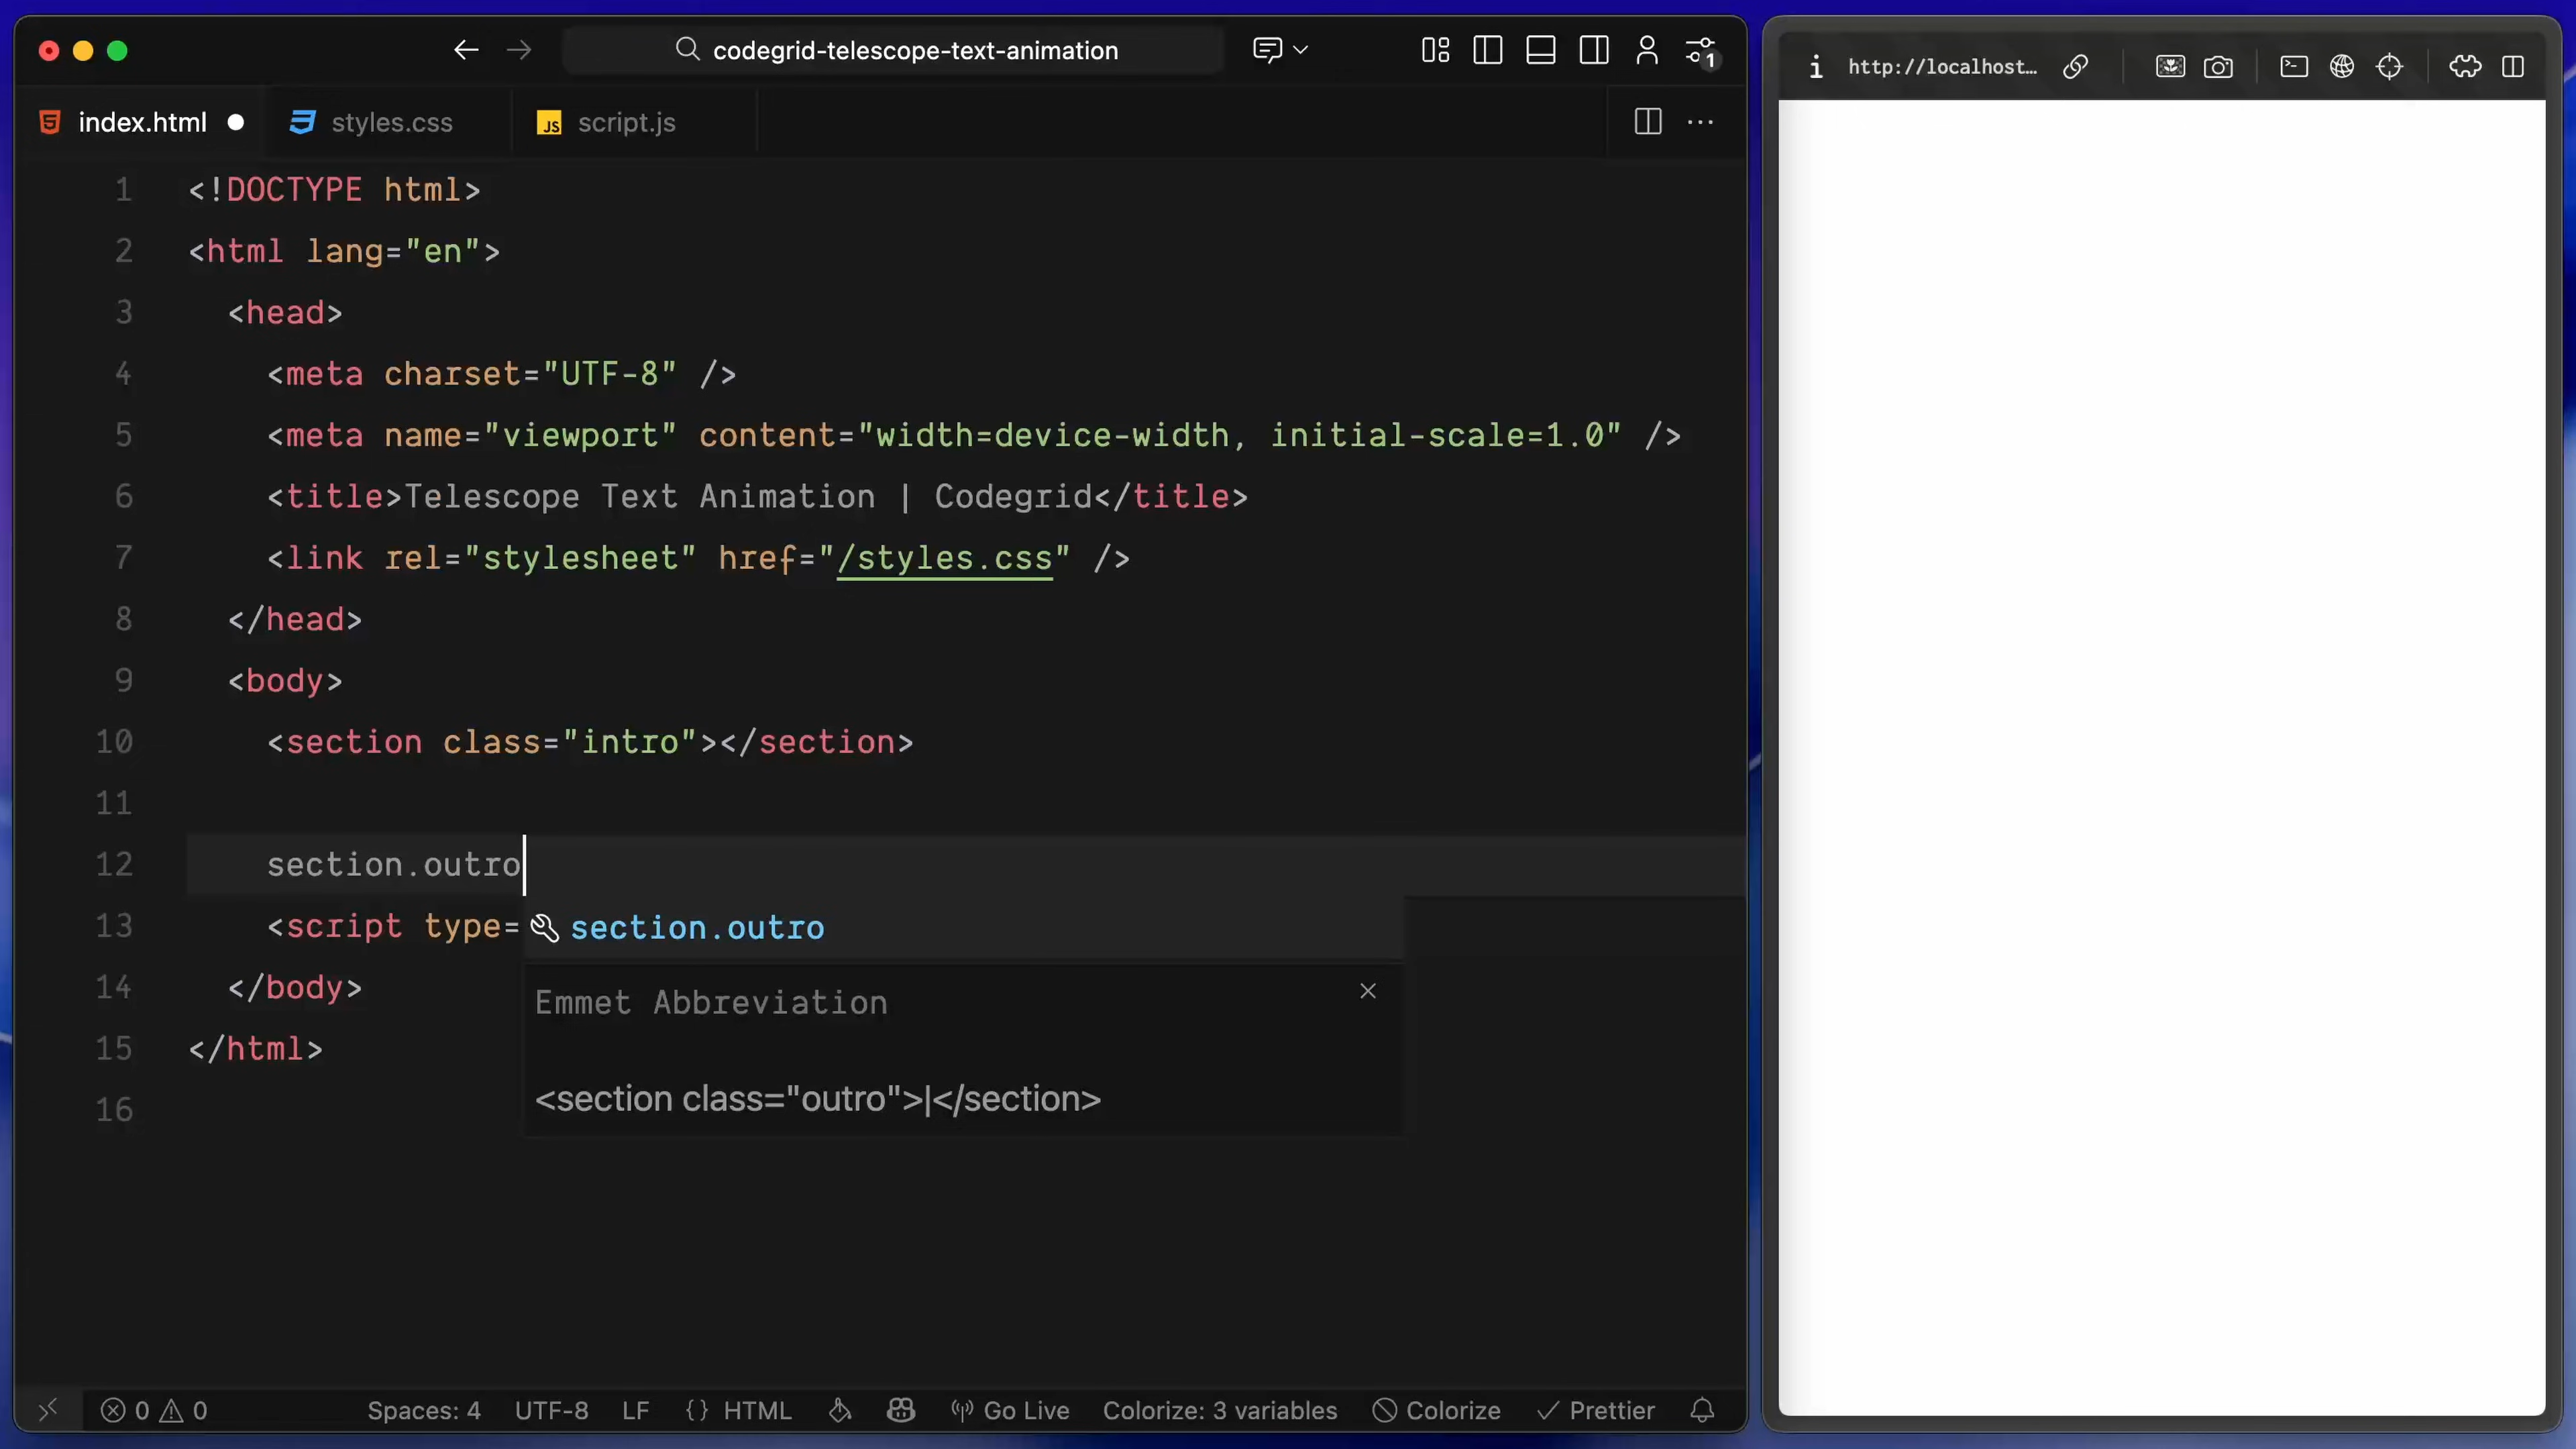 codegrid-telescope-text-animation
1
http://localhost…
index.html
styles.css
JS script.js
1 <!DOCTYPE html>
2 <html lang="en">
3 <head>
4 <meta charset="UTF-8" />
5 <meta name="viewport" content="width=device-width, initial-scale=1.0" />
6 <title>Telescope Text Animation | Codegrid</title>
7 <link rel="stylesheet" href="/styles.css" />
8 </head>
9 <body>
10 <section class="intro"></section>
11
12 section.outro
13 <script type=
section.outro
14 </body>
Emmet Abbreviation
15 </html>
<section class="outro">|</section>
16
0 0 Spaces: 4 UTF-8 LF {} HTML Go Live Colorize: 3 variables Colorize Prettier